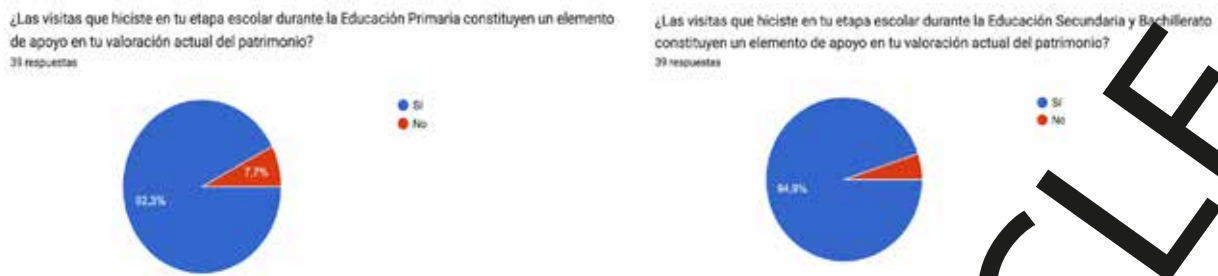 ¿Las visitas que hiciste en tu etapa escolar durante la Educación Primaria constituyen un elemento
de apoyo en tu valoración actual del patrimonio?
39 respuestas
Sí
No
7,7%
92,3%
¿Las visitas que hiciste en tu etapa escolar durante la Educación Secundaria y Bachillerato
constituyen un elemento de apoyo en tu valoración actual del patrimonio?
39 respuestas
Sí
No
94,9%
CLE